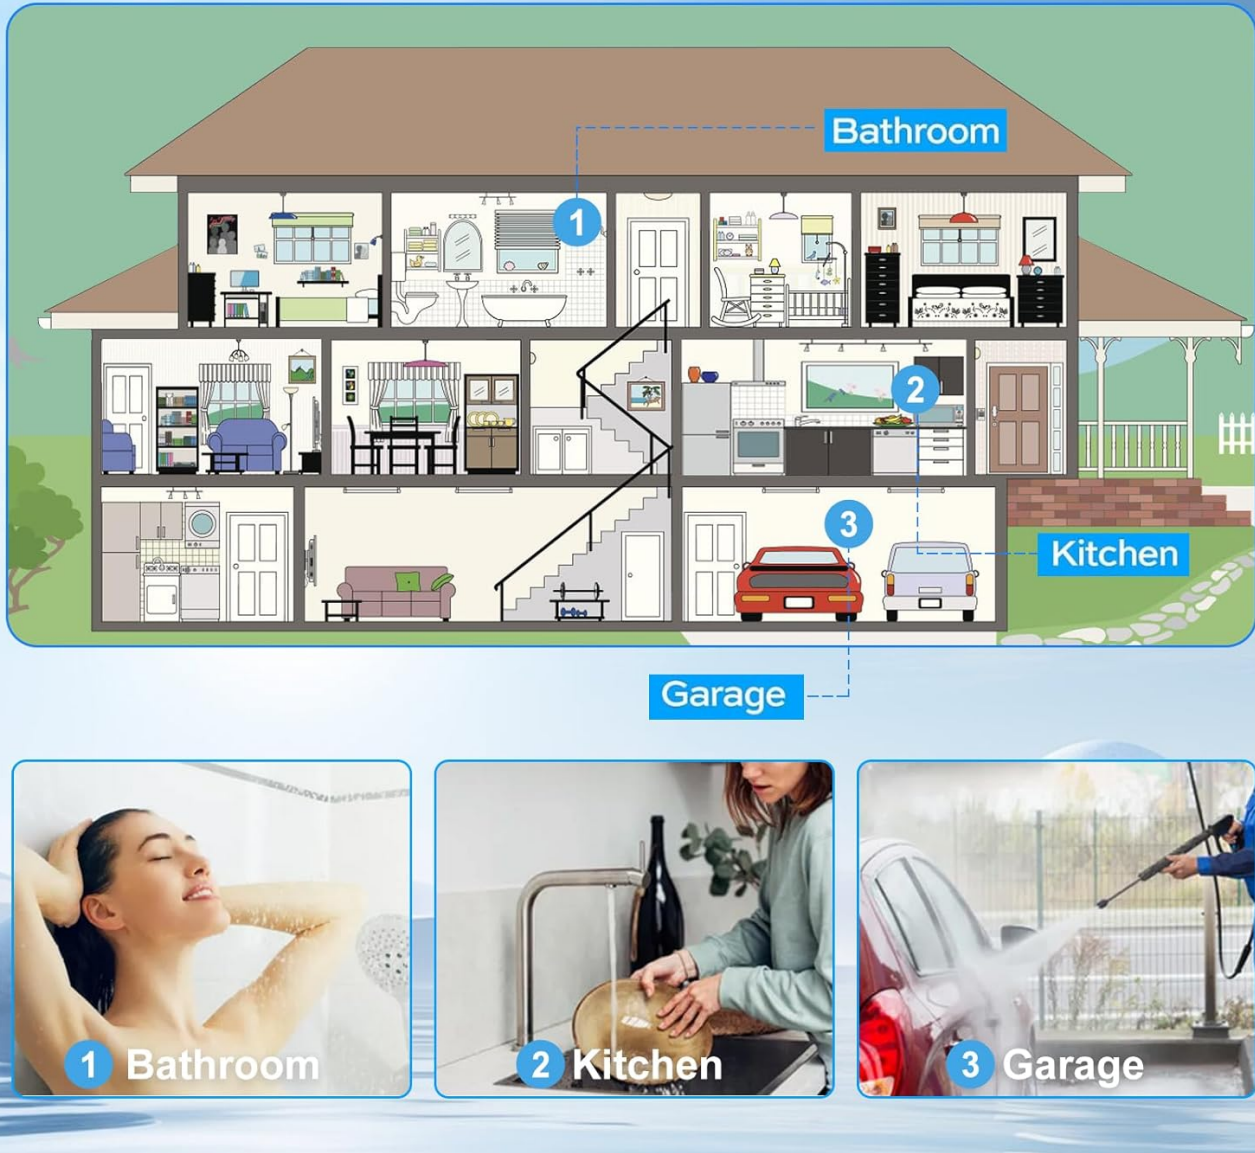 Bathroom
1
2
3
Kitchen
Garage
1 Bathroom
2 Kitchen
3 Garage